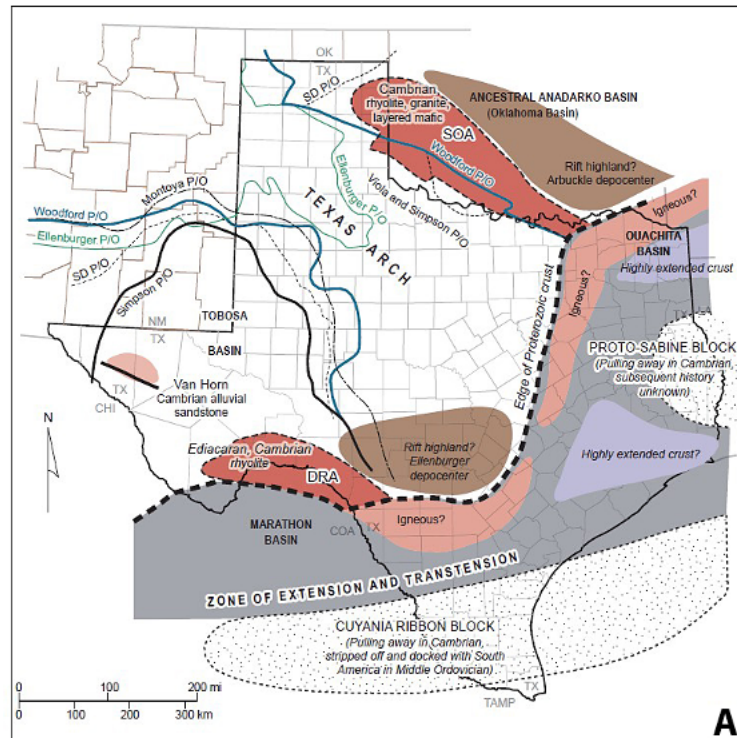 OK
TX
SD P/O
Cambrian
rhyolite, granite,
layered mafic
SOA
ANCESTRAL ANADARKO BASIN
(Oklahoma Basin)
Rift highland?
Arbuckle depocenter
Woodford P/O
Ellenburger P/O
Viola and Simpson P/O
TEXAS ARCH
Montoya P/O
Woodford P/O
Ellenburger P/O
SD P/O
Simpson P/O
Igneous?
OUACHITA
BASIN
Highly extended crust
Igneous?
Edge of Proterozoic crust
TX
NM
TX
TOBOSA
BASIN
PROTO-SABINE BLOCK
(Pulling away in Cambrian,
subsequent history
unknown)
TX
CHI
Van Horn
Cambrian alluvial
sandstone
N
Ediacaran, Cambrian
rhyolite
DRA
Rift highland?
Ellenburger
depocenter
Highly extended crust?
MARATHON
BASIN
COA
TX
Igneous?
ZONE OF EXTENSION AND TRANSTENSION
CUYANIA RIBBON BLOCK
(Pulling away in Cambrian,
stripped off and docked with South
America in Middle Ordovician)
TX
TAMP
0 100 200 mi
0 100 200 300 km
A